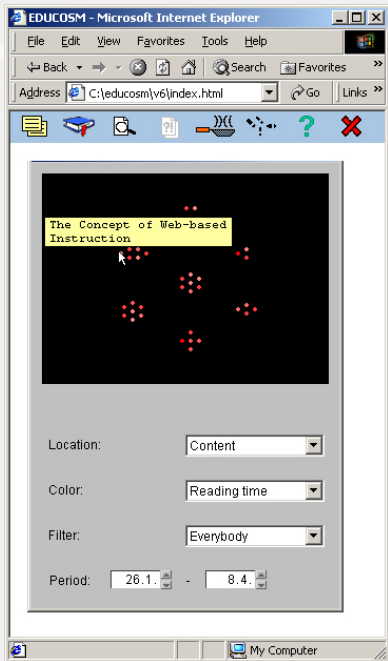 EDUCOSM - Microsoft Internet Explorer
File Edit View Favorites Tools Help
Back Search Favorites »
Address C:\educosm\v6\index.html Go Links »
The Concept of Web-based
Instruction
Location: Content
Color: Reading time
Filter: Everybody
Period: 26.1. - 8.4.
My Computer